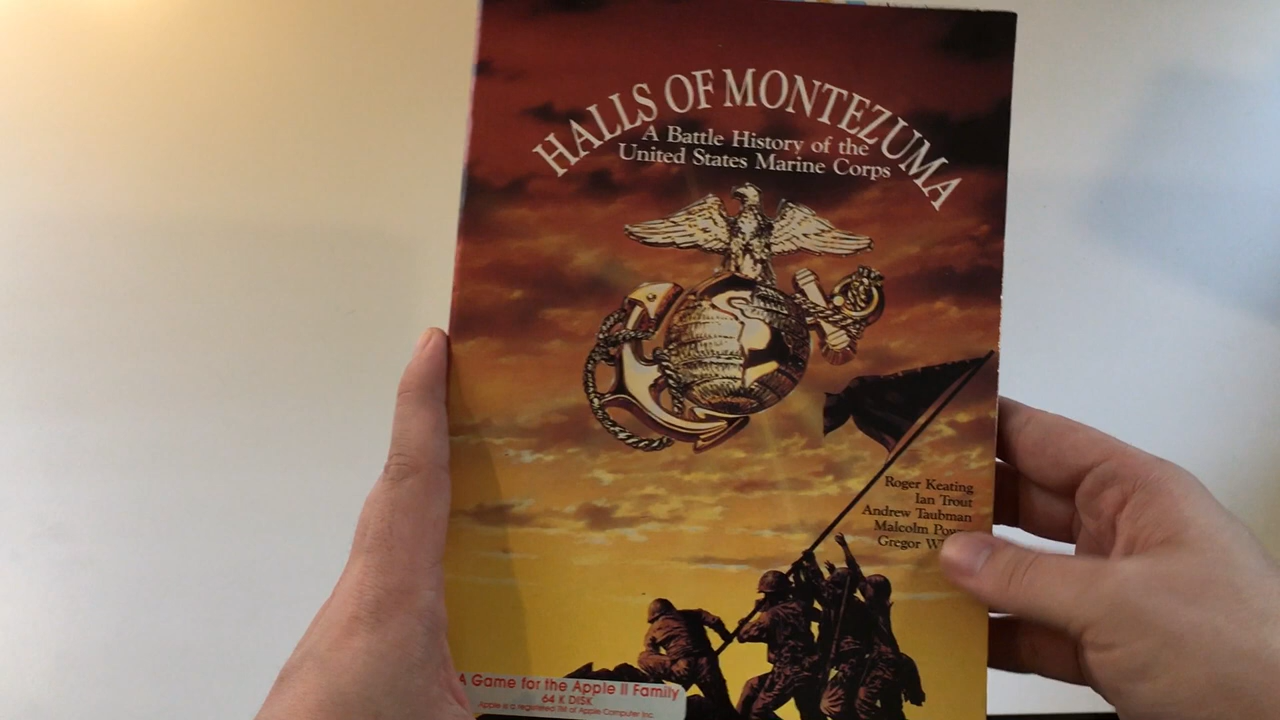 HALLS OF MONTEZUMA
A Battle History of the
United States Marine Corps
Roger Keating
Ian Trout
Andrew Taubman
Malcolm
Gregor
A Game for the Apple II Family
64 K DISK
Apple is a registered TM of Apple Computer Inc.